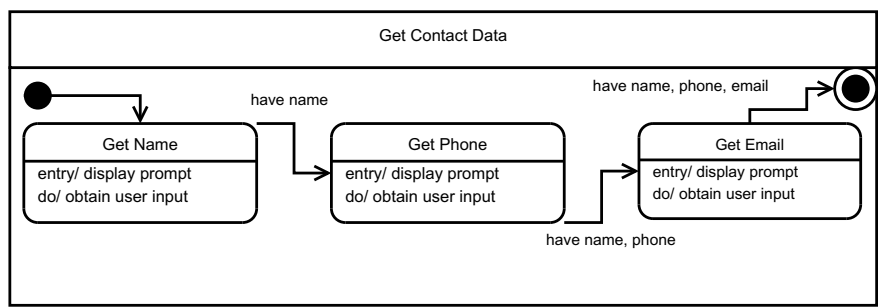 Get Contact Data
have name, phone, email
have name
Get Name
entry/ display prompt
do/ obtain user input
Get Phone
entry/ display prompt
do/ obtain user input
Get Email
entry/ display prompt
do/ obtain user input
have name, phone